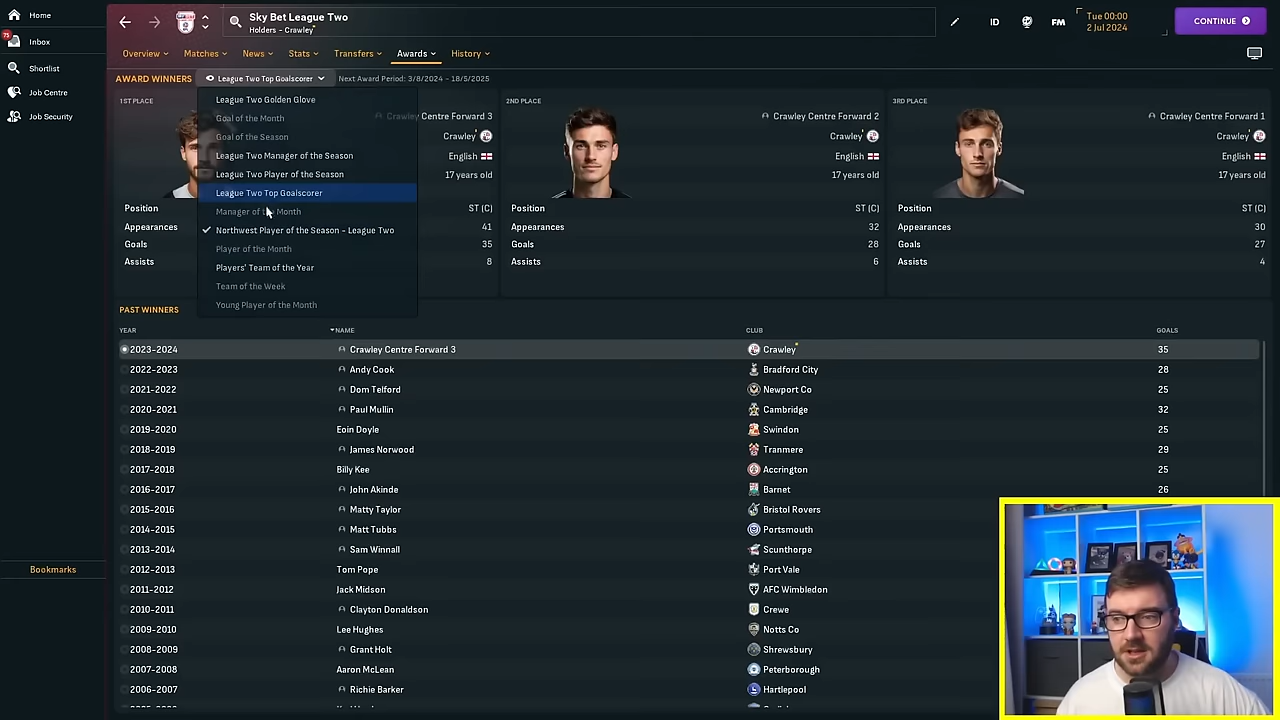 Home
Sky Bet League Two
Holders - Crawley
ID
FM
Tue 00:00
2 Jul 2024
CONTINUE
75
Inbox
Shortlist
Job Centre
Job Security
Bookmarks
Overview
Matches
News
Stats
Transfers
Awards
History
AWARD WINNERS
League Two Top Goalscorer
Next Award Period: 3/8/2024 - 18/5/2025
League Two Golden Glove
Goal of the Month
Goal of the Season
League Two Manager of the Season
League Two Player of the Season
League Two Top Goalscorer
Manager of the Month
Northwest Player of the Season - League Two
Player of the Month
Players' Team of the Year
Team of the Week
Young Player of the Month
1ST PLACE
Crawley Centre Forward 3
Crawley
English
17 years old
Position ST (C)
Appearances 41
Goals 35
Assists 8
2ND PLACE
Crawley Centre Forward 2
Crawley
English
17 years old
Position ST (C)
Appearances 32
Goals 28
Assists 6
3RD PLACE
Crawley Centre Forward 1
Crawley
English
17 years old
Position ST (C)
Appearances 30
Goals 27
Assists 4
PAST WINNERS
YEAR NAME CLUB GOALS
2023-2024 Crawley Centre Forward 3 Crawley 35
2022-2023 Andy Cook Bradford City 28
2021-2022 Dom Telford Newport Co 25
2020-2021 Paul Mullin Cambridge 32
2019-2020 Eoin Doyle Swindon 25
2018-2019 James Norwood Tranmere 29
2017-2018 Billy Kee Accrington 25
2016-2017 John Akinde Barnet 26
2015-2016 Matty Taylor Bristol Rovers
2014-2015 Matt Tubbs Portsmouth
2013-2014 Sam Winnall Scunthorpe
2012-2013 Tom Pope Port Vale
2011-2012 Jack Midson AFC Wimbledon
2010-2011 Clayton Donaldson Crewe
2009-2010 Lee Hughes Notts Co
2008-2009 Grant Holt Shrewsbury
2007-2008 Aaron McLean Peterborough
2006-2007 Richie Barker Hartlepool